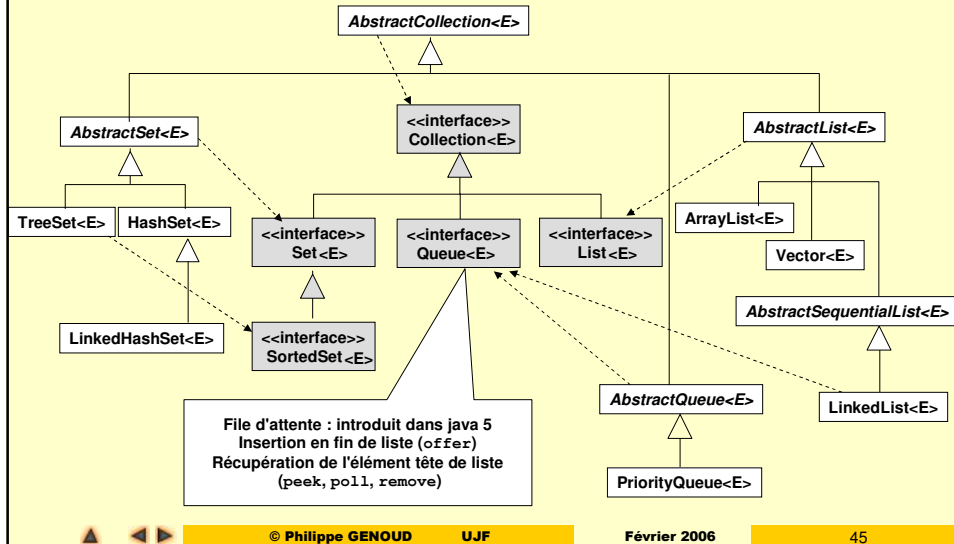 AbstractCollection<E>
AbstractSet<E>
<<interface>>
Collection<E>
AbstractList<E>
TreeSet<E>
HashSet<E>
<<interface>>
Set<E>
<<interface>>
Queue<E>
<<interface>>
List<E>
ArrayList<E>
Vector<E>
LinkedHashSet<E>
<<interface>>
SortedSet<E>
AbstractSequentialList<E>
AbstractQueue<E>
LinkedList<E>
File d'attente : introduit dans java 5
Insertion en fin de liste (offer)
Récupération de l'élément tête de liste
(peek, poll, remove)
PriorityQueue<E>
© Philippe GENOUD UJF Février 2006 45